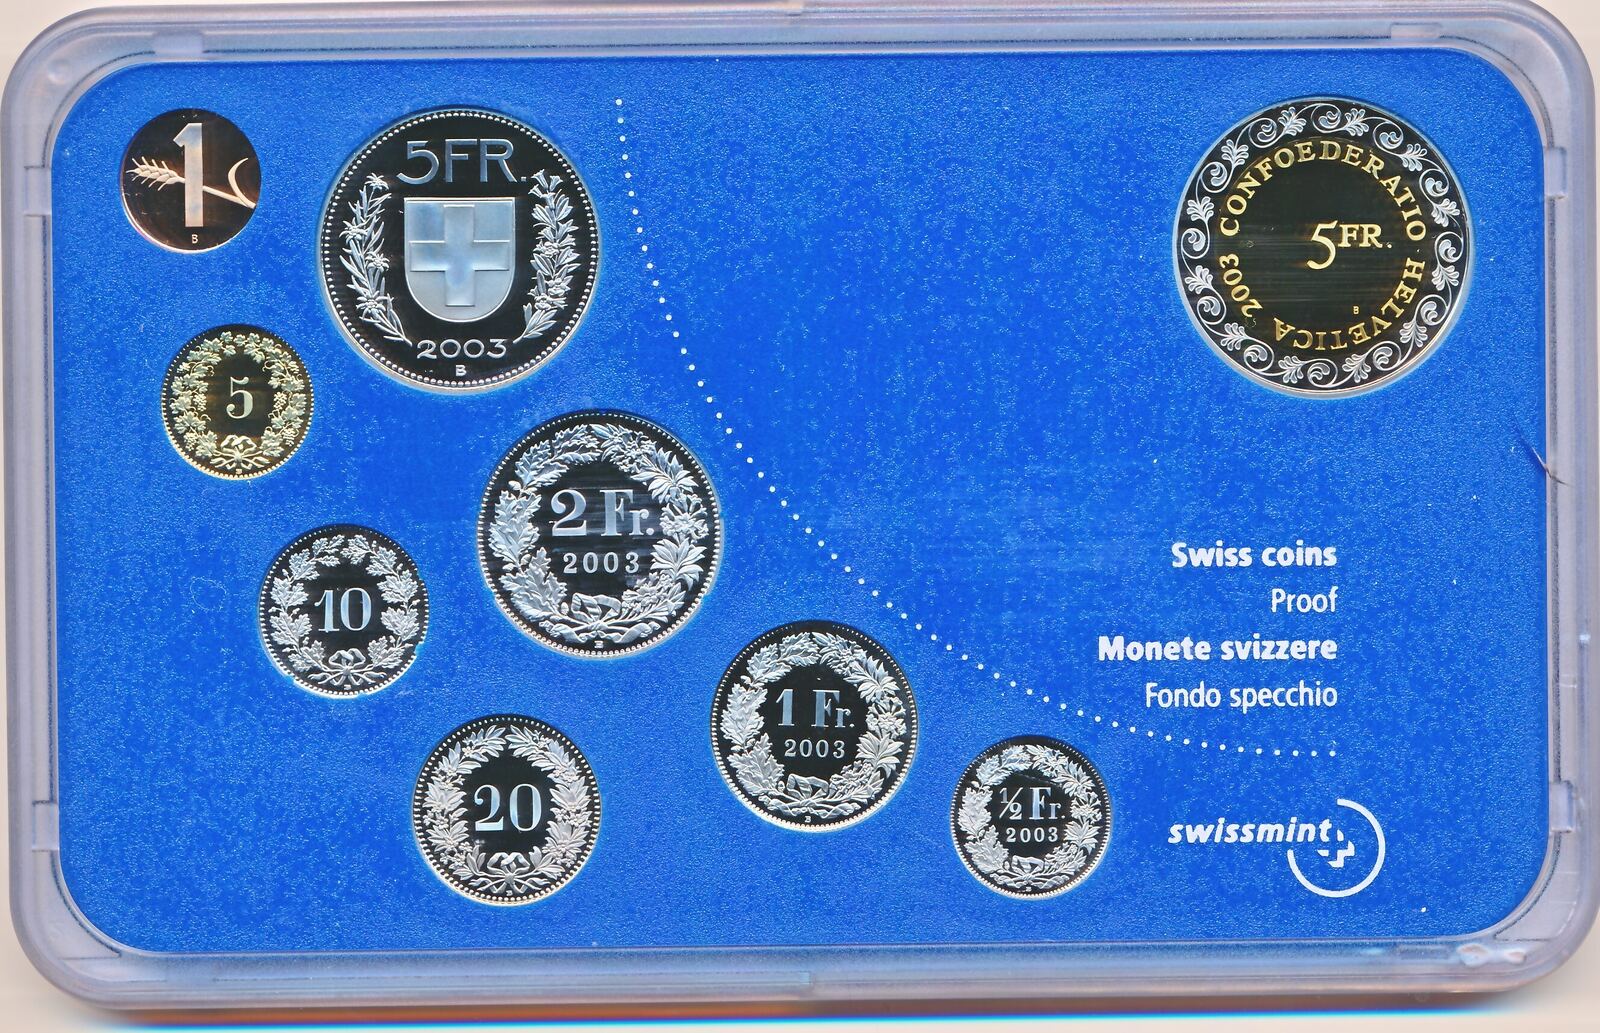 1
B
5FR.
2003
B
2003 CONFOEDERATIO HELVETICA
5FR.
B
5
2 Fr.
2003
B
10
B
1 Fr.
2003
B
20
B
½ Fr.
2003
B
Swiss coins
Proof
Monete svizzere
Fondo specchio
swissmint